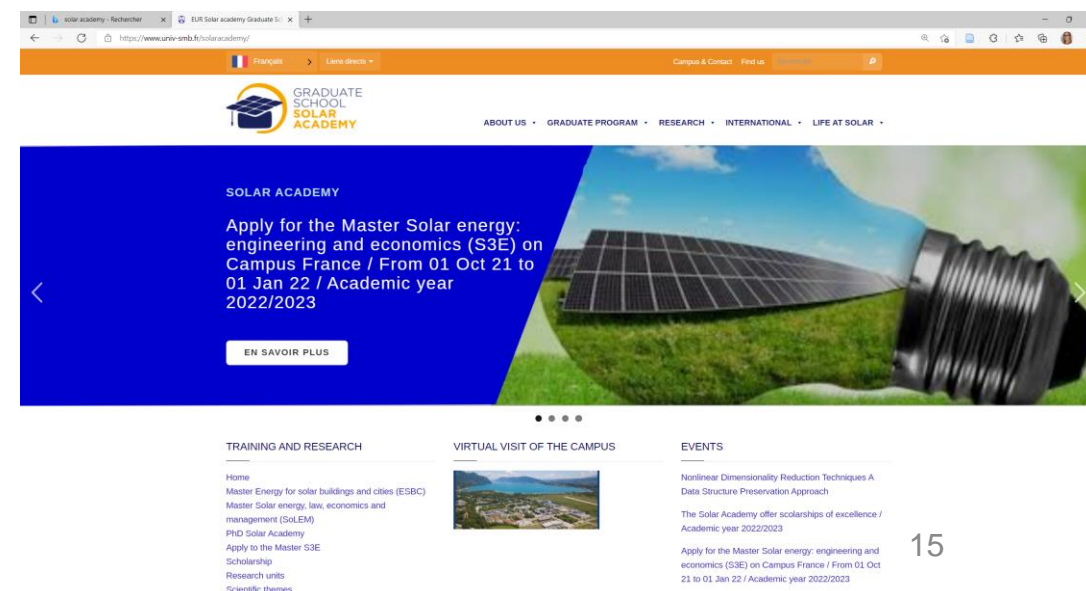 solar academy - Rechercher
EUR Solar academy Graduate Sc
https://www.univ-smb.fr/solaracademy/
Français
Liens directs
Campus & Contact Find us
GRADUATE
SCHOOL
SOLAR
ACADEMY
ABOUT US • GRADUATE PROGRAM • RESEARCH • INTERNATIONAL • LIFE AT SOLAR •
SOLAR ACADEMY
Apply for the Master Solar energy:
engineering and economics (S3E) on
Campus France / From 01 Oct 21 to
01 Jan 22 / Academic year
2022/2023
EN SAVOIR PLUS
TRAINING AND RESEARCH
Home
Master Energy for solar buildings and cities (ESBC)
Master Solar energy, law, economics and
management (SoLEM)
PhD Solar Academy
Apply to the Master S3E
Scholarship
Research units
Scientific themes
VIRTUAL VISIT OF THE CAMPUS
EVENTS
Nonlinear Dimensionality Reduction Techniques A
Data Structure Preservation Approach
The Solar Academy offer scolarships of excellence /
Academic year 2022/2023
Apply for the Master Solar energy: engineering and
economics (S3E) on Campus France / From 01 Oct
21 to 01 Jan 22 / Academic year 2022/2023
15